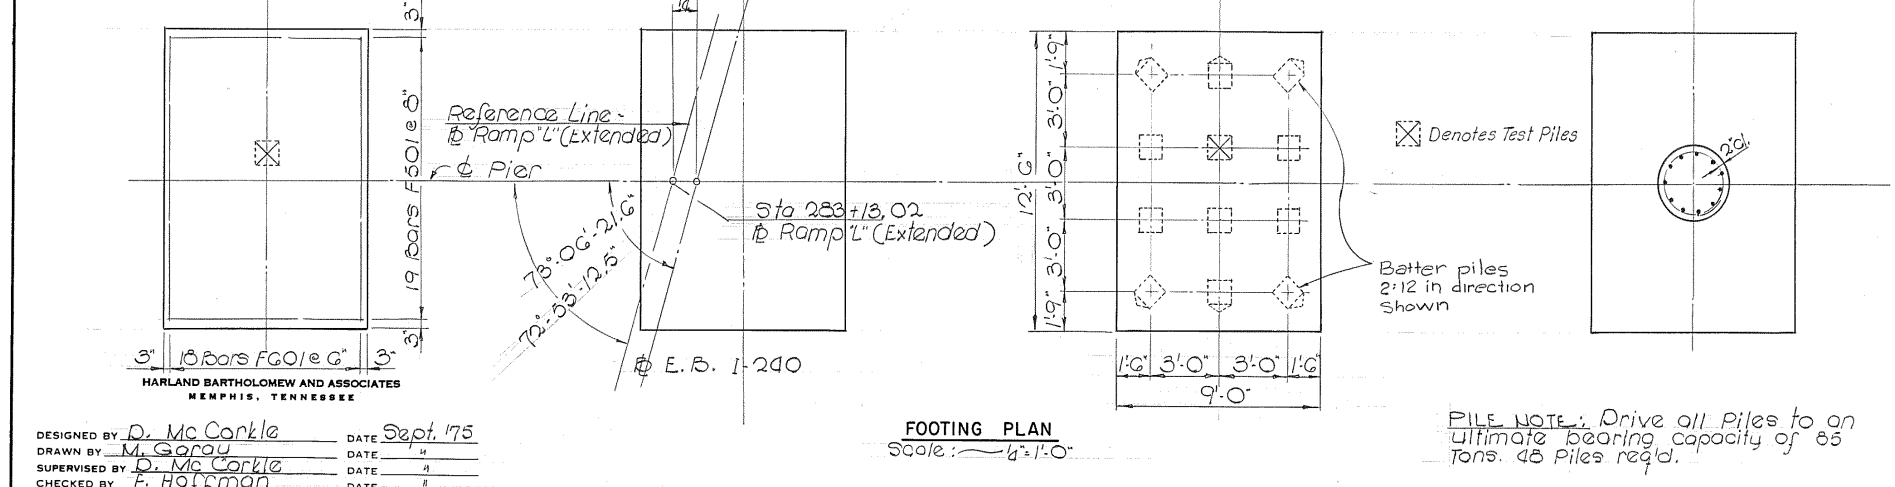 3"
19 Bars F501 @ 8"
3"
3"
18 Bars F601 @ 6"
3"
HARLAND BARTHOLOMEW AND ASSOCIATES
MEMPHIS, TENNESSEE
DESIGNED BY D. Mc Corkle DATE Sept. '75
DRAWN BY M. Garay DATE "
SUPERVISED BY D. Mc Corkle DATE "
CHECKED BY F. Hoffman DATE "
Reference Line -
℄ Ramp "L" (Extended)
℄ Pier
73°-06'-21.6"
72°-53'-12.5"
Sta 283+13.02
℄ Ramp "L" (Extended)
℄ E.B. I-240
FOOTING PLAN
Scale: 1/4"=1'-0"
1'-9"
3'-0"
3'-0"
3'-0"
1'-9"
12'-6"
1'-6" 3'-0" 3'-0" 1'-6"
9'-0"
Denotes Test Piles
Batter piles
2:12 in direction
Shown
2"cl.
PILE NOTE: Drive all Piles to an
ultimate bearing capacity of 85
Tons. 48 Piles req'd.